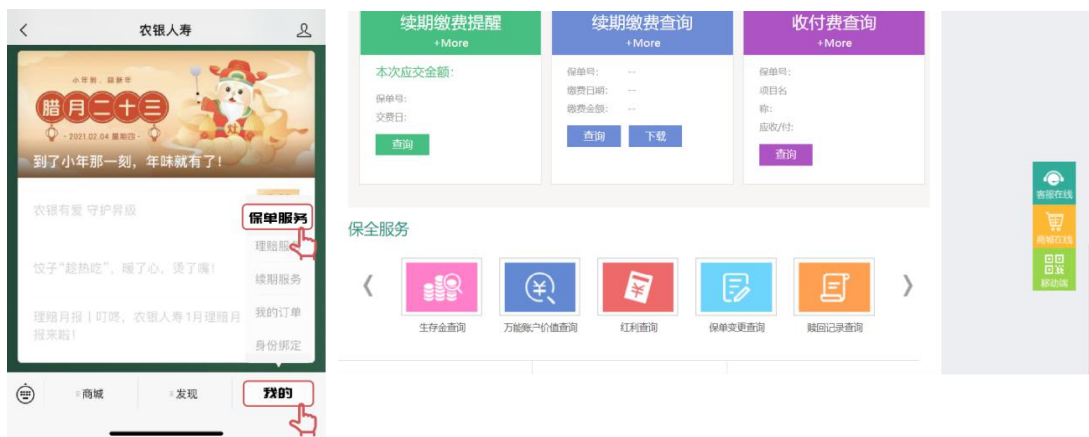 农银人寿
小年到，迎新年
腊月二十三
- 2021.02.04 星期四 -
灶
到了小年那一刻，年味就有了！
农银有爱 守护昇级
饺子“趁热吃”，暖了心，烫了嘴！
理赔月报丨叮咚，农银人寿1月理赔月
报来啦！
保单服务
理赔服
续期服务
我的订单
身份绑定
商城
发现
我的
续期缴费提醒
+More
本次应交金额：
保单号：
交费日：
查询
续期缴费查询
+More
保单号： --
缴费日期： --
缴费金额： --
查询 下载
收付费查询
+More
保单号：
项目名
称：
应收/付：
查询
保全服务
生存金查询 万能账户价值查询 红利查询 保单变更查询 赎回记录查询
客服在线
商城在线
移动端